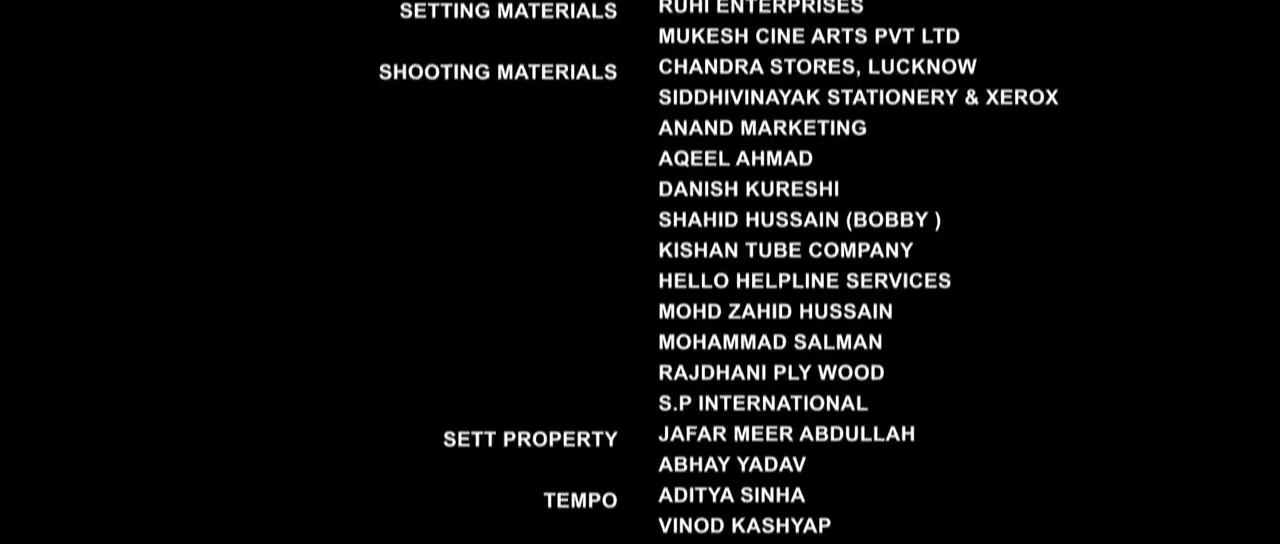 SETTING MATERIALS RUHI ENTERPRISES
MUKESH CINE ARTS PVT LTD
SHOOTING MATERIALS CHANDRA STORES, LUCKNOW
SIDDHIVINAYAK STATIONERY & XEROX
ANAND MARKETING
AQEEL AHMAD
DANISH KURESHI
SHAHID HUSSAIN (BOBBY )
KISHAN TUBE COMPANY
HELLO HELPLINE SERVICES
MOHD ZAHID HUSSAIN
MOHAMMAD SALMAN
RAJDHANI PLY WOOD
S.P INTERNATIONAL
SETT PROPERTY JAFAR MEER ABDULLAH
ABHAY YADAV
TEMPO ADITYA SINHA
VINOD KASHYAP